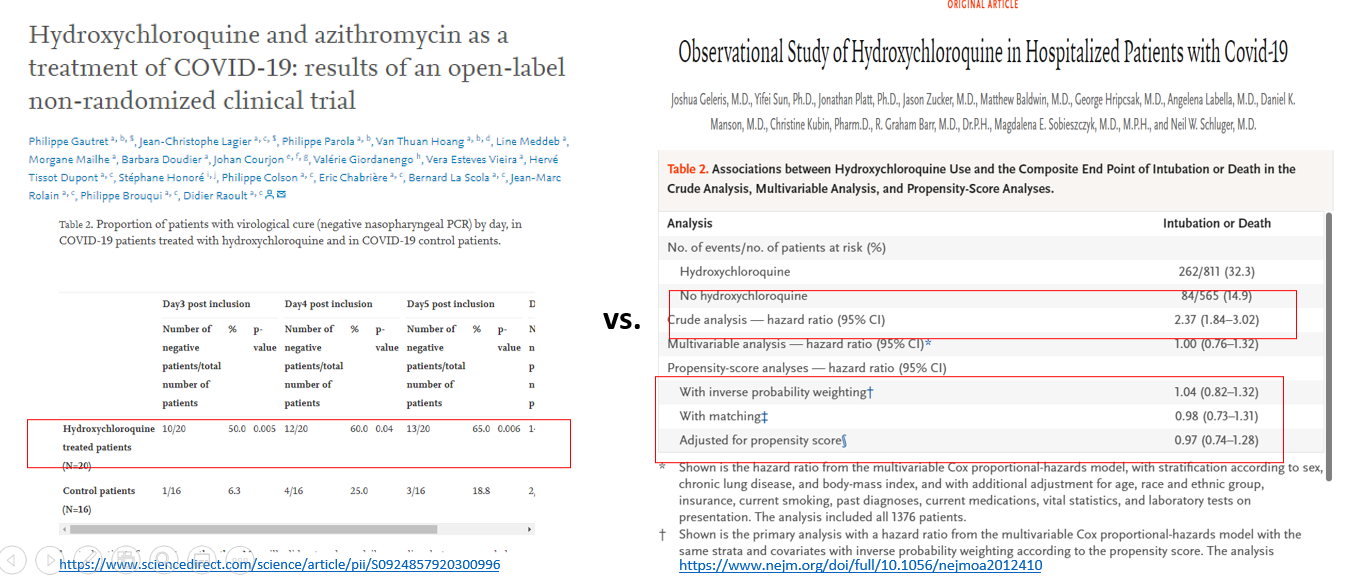 Hydroxychloroquine and azithromycin as a
treatment of COVID-19: results of an open-label
non-randomized clinical trial
Philippe Gautret a, b, $, Jean-Christophe Lagier a, c, $, Philippe Parola a, b, Van Thuan Hoang a, b, d, Line Meddeb a,
Morgane Mailhe a, Barbara Doudier a, Johan Courjon e, f, g, Valérie Giordanengo h, Vera Esteves Vieira a, Hervé
Tissot Dupont a, c, Stéphane Honoré i, j, Philippe Colson a, c, Eric Chabrière a, c, Bernard La Scola a, c, Jean-Marc
Rolain a, c, Philippe Brouqui a, c, Didier Raoult a, c
Table 2. Proportion of patients with virological cure (negative nasopharyngeal PCR) by day, in
COVID-19 patients treated with hydroxychloroquine and in COVID-19 control patients.
Day3 post inclusion Day4 post inclusion Day5 post inclusion D
Number of % p- Number of % p- Number of % p- N
negative value negative value negative value n
patients/total patients/total patients/total p
number of number of number of n
patients patients patients p
Hydroxychloroquine 10/20 50.0 0.005 12/20 60.0 0.04 13/20 65.0 0.006 1
treated patients
(N=20)
Control patients 1/16 6.3 4/16 25.0 3/16 18.8 2,
(N=16)
https://www.sciencedirect.com/science/article/pii/S0924857920300996
vs.
ORIGINAL ARTICLE
Observational Study of Hydroxychloroquine in Hospitalized Patients with Covid-19
Joshua Geleris, M.D., Yifei Sun, Ph.D., Jonathan Platt, Ph.D., Jason Zucker, M.D., Matthew Baldwin, M.D., George Hripcsak, M.D., Angelena Labella, M.D., Daniel K.
Manson, M.D., Christine Kubin, Pharm.D., R. Graham Barr, M.D., Dr.P.H., Magdalena E. Sobieszczyk, M.D., M.P.H., and Neil W. Schluger, M.D.
Table 2. Associations between Hydroxychloroquine Use and the Composite End Point of Intubation or Death in the
Crude Analysis, Multivariable Analysis, and Propensity-Score Analyses.
Analysis Intubation or Death
No. of events/no. of patients at risk (%)
Hydroxychloroquine 262/811 (32.3)
No hydroxychloroquine 84/565 (14.9)
Crude analysis — hazard ratio (95% CI) 2.37 (1.84–3.02)
Multivariable analysis — hazard ratio (95% CI)* 1.00 (0.76–1.32)
Propensity-score analyses — hazard ratio (95% CI)
With inverse probability weighting† 1.04 (0.82–1.32)
With matching‡ 0.98 (0.73–1.31)
Adjusted for propensity score§ 0.97 (0.74–1.28)
* Shown is the hazard ratio from the multivariable Cox proportional-hazards model, with stratification according to sex,
chronic lung disease, and body-mass index, and with additional adjustment for age, race and ethnic group,
insurance, current smoking, past diagnoses, current medications, vital statistics, and laboratory tests on
presentation. The analysis included all 1376 patients.
† Shown is the primary analysis with a hazard ratio from the multivariable Cox proportional-hazards model with the
same strata and covariates with inverse probability weighting according to the propensity score. The analysis
https://www.nejm.org/doi/full/10.1056/nejmoa2012410